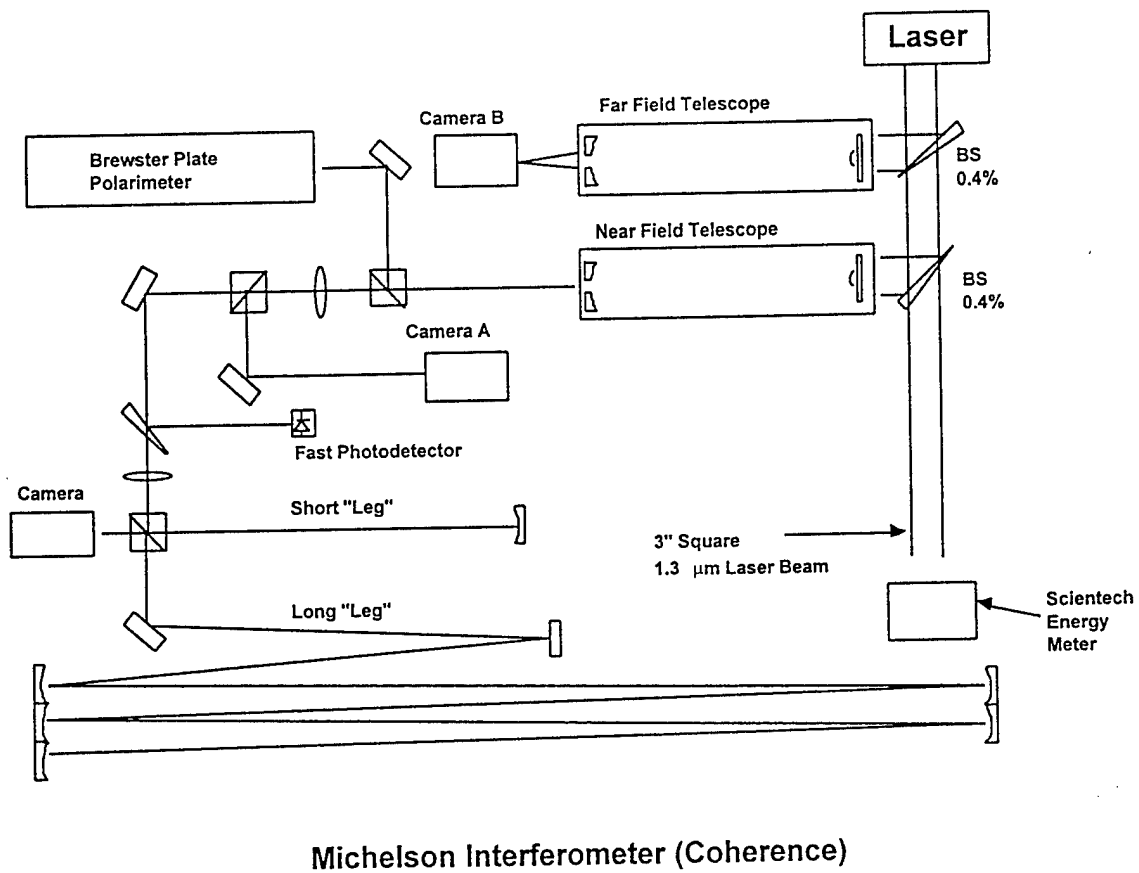 Laser
Far Field Telescope
Camera B
BS
0.4%
Brewster Plate
Polarimeter
Near Field Telescope
BS
0.4%
Camera A
Fast Photodetector
Camera
Short "Leg"
3" Square
1.3 μm Laser Beam
Long "Leg"
Scientech
Energy
Meter
Michelson Interferometer (Coherence)